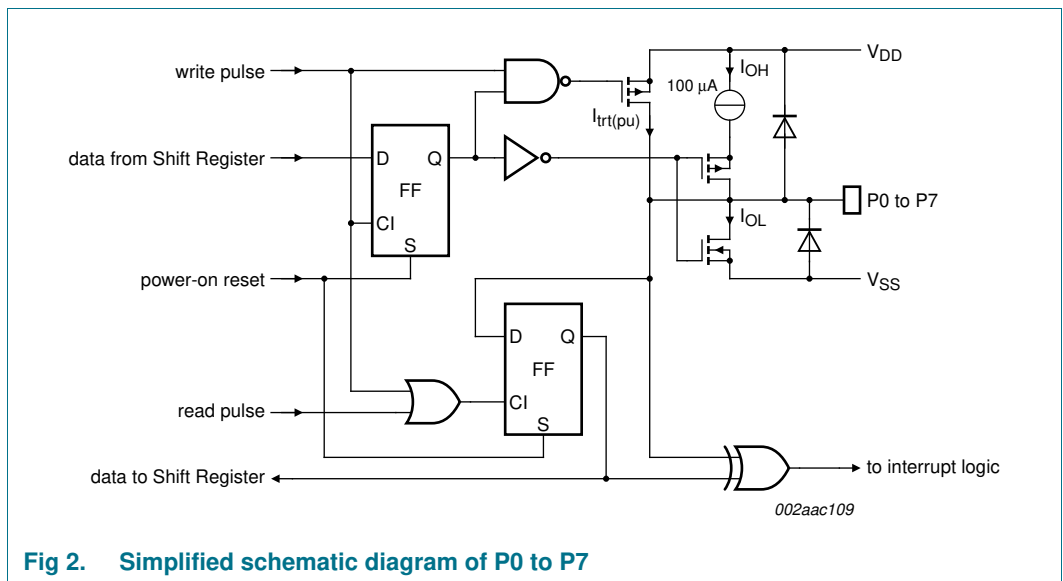 write pulse
data from Shift Register
power-on reset
read pulse
data to Shift Register
D
Q
FF
CI
S
D
Q
FF
CI
S
I_trt(pu)
100 μA
I_OH
I_OL
V_DD
P0 to P7
V_SS
to interrupt logic
002aac109
Fig 2. Simplified schematic diagram of P0 to P7